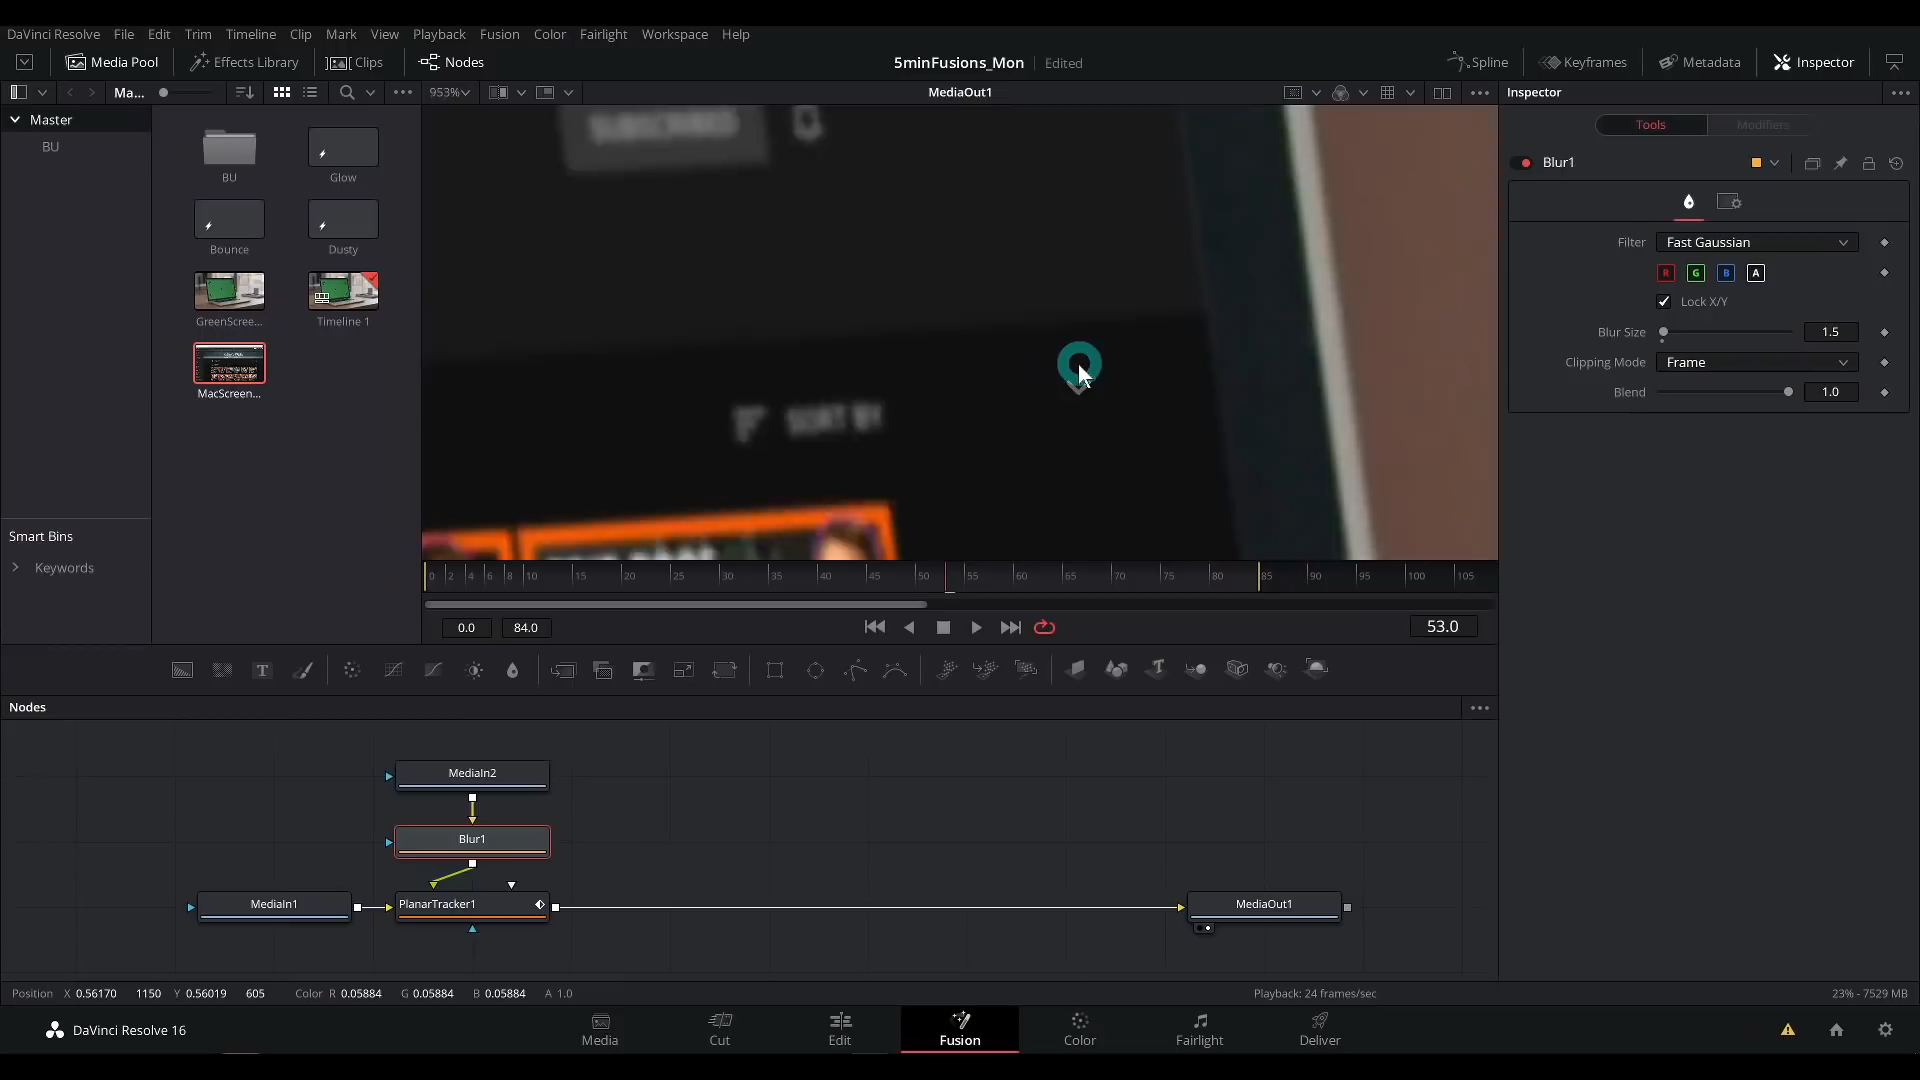 DaVinci Resolve File Edit Trim Timeline Clip Mark View Playback Fusion Color Fairlight Workspace Help
Media Pool Effects Library Clips Nodes 5minFusions_Mon Edited Spline Keyframes Metadata Inspector
Ma... 953% MediaOut1 Inspector
Master
BU
BU Glow
Bounce Dusty
GreenScree... Timeline 1
MacScreen...
Smart Bins
Keywords
SUBSCRIBED
SORT BY
Tools Modifiers
Blur1
Filter Fast Gaussian
R G B A
Lock X/Y
Blur Size 1.5
Clipping Mode Frame
Blend 1.0
0 2 4 6 8 10 15 20 25 30 35 40 45 50 55 60 65 70 75 80 85 90 95 100 105
0.0 84.0 53.0
T
Nodes
MediaIn2
Blur1
MediaIn1 PlanarTracker1 MediaOut1
Position X 0.56170 1150 Y 0.56019 605 Color R 0.05884 G 0.05884 B 0.05884 A 1.0 Playback: 24 frames/sec 23% - 7529 MB
DaVinci Resolve 16 Media Cut Edit Fusion Color Fairlight Deliver